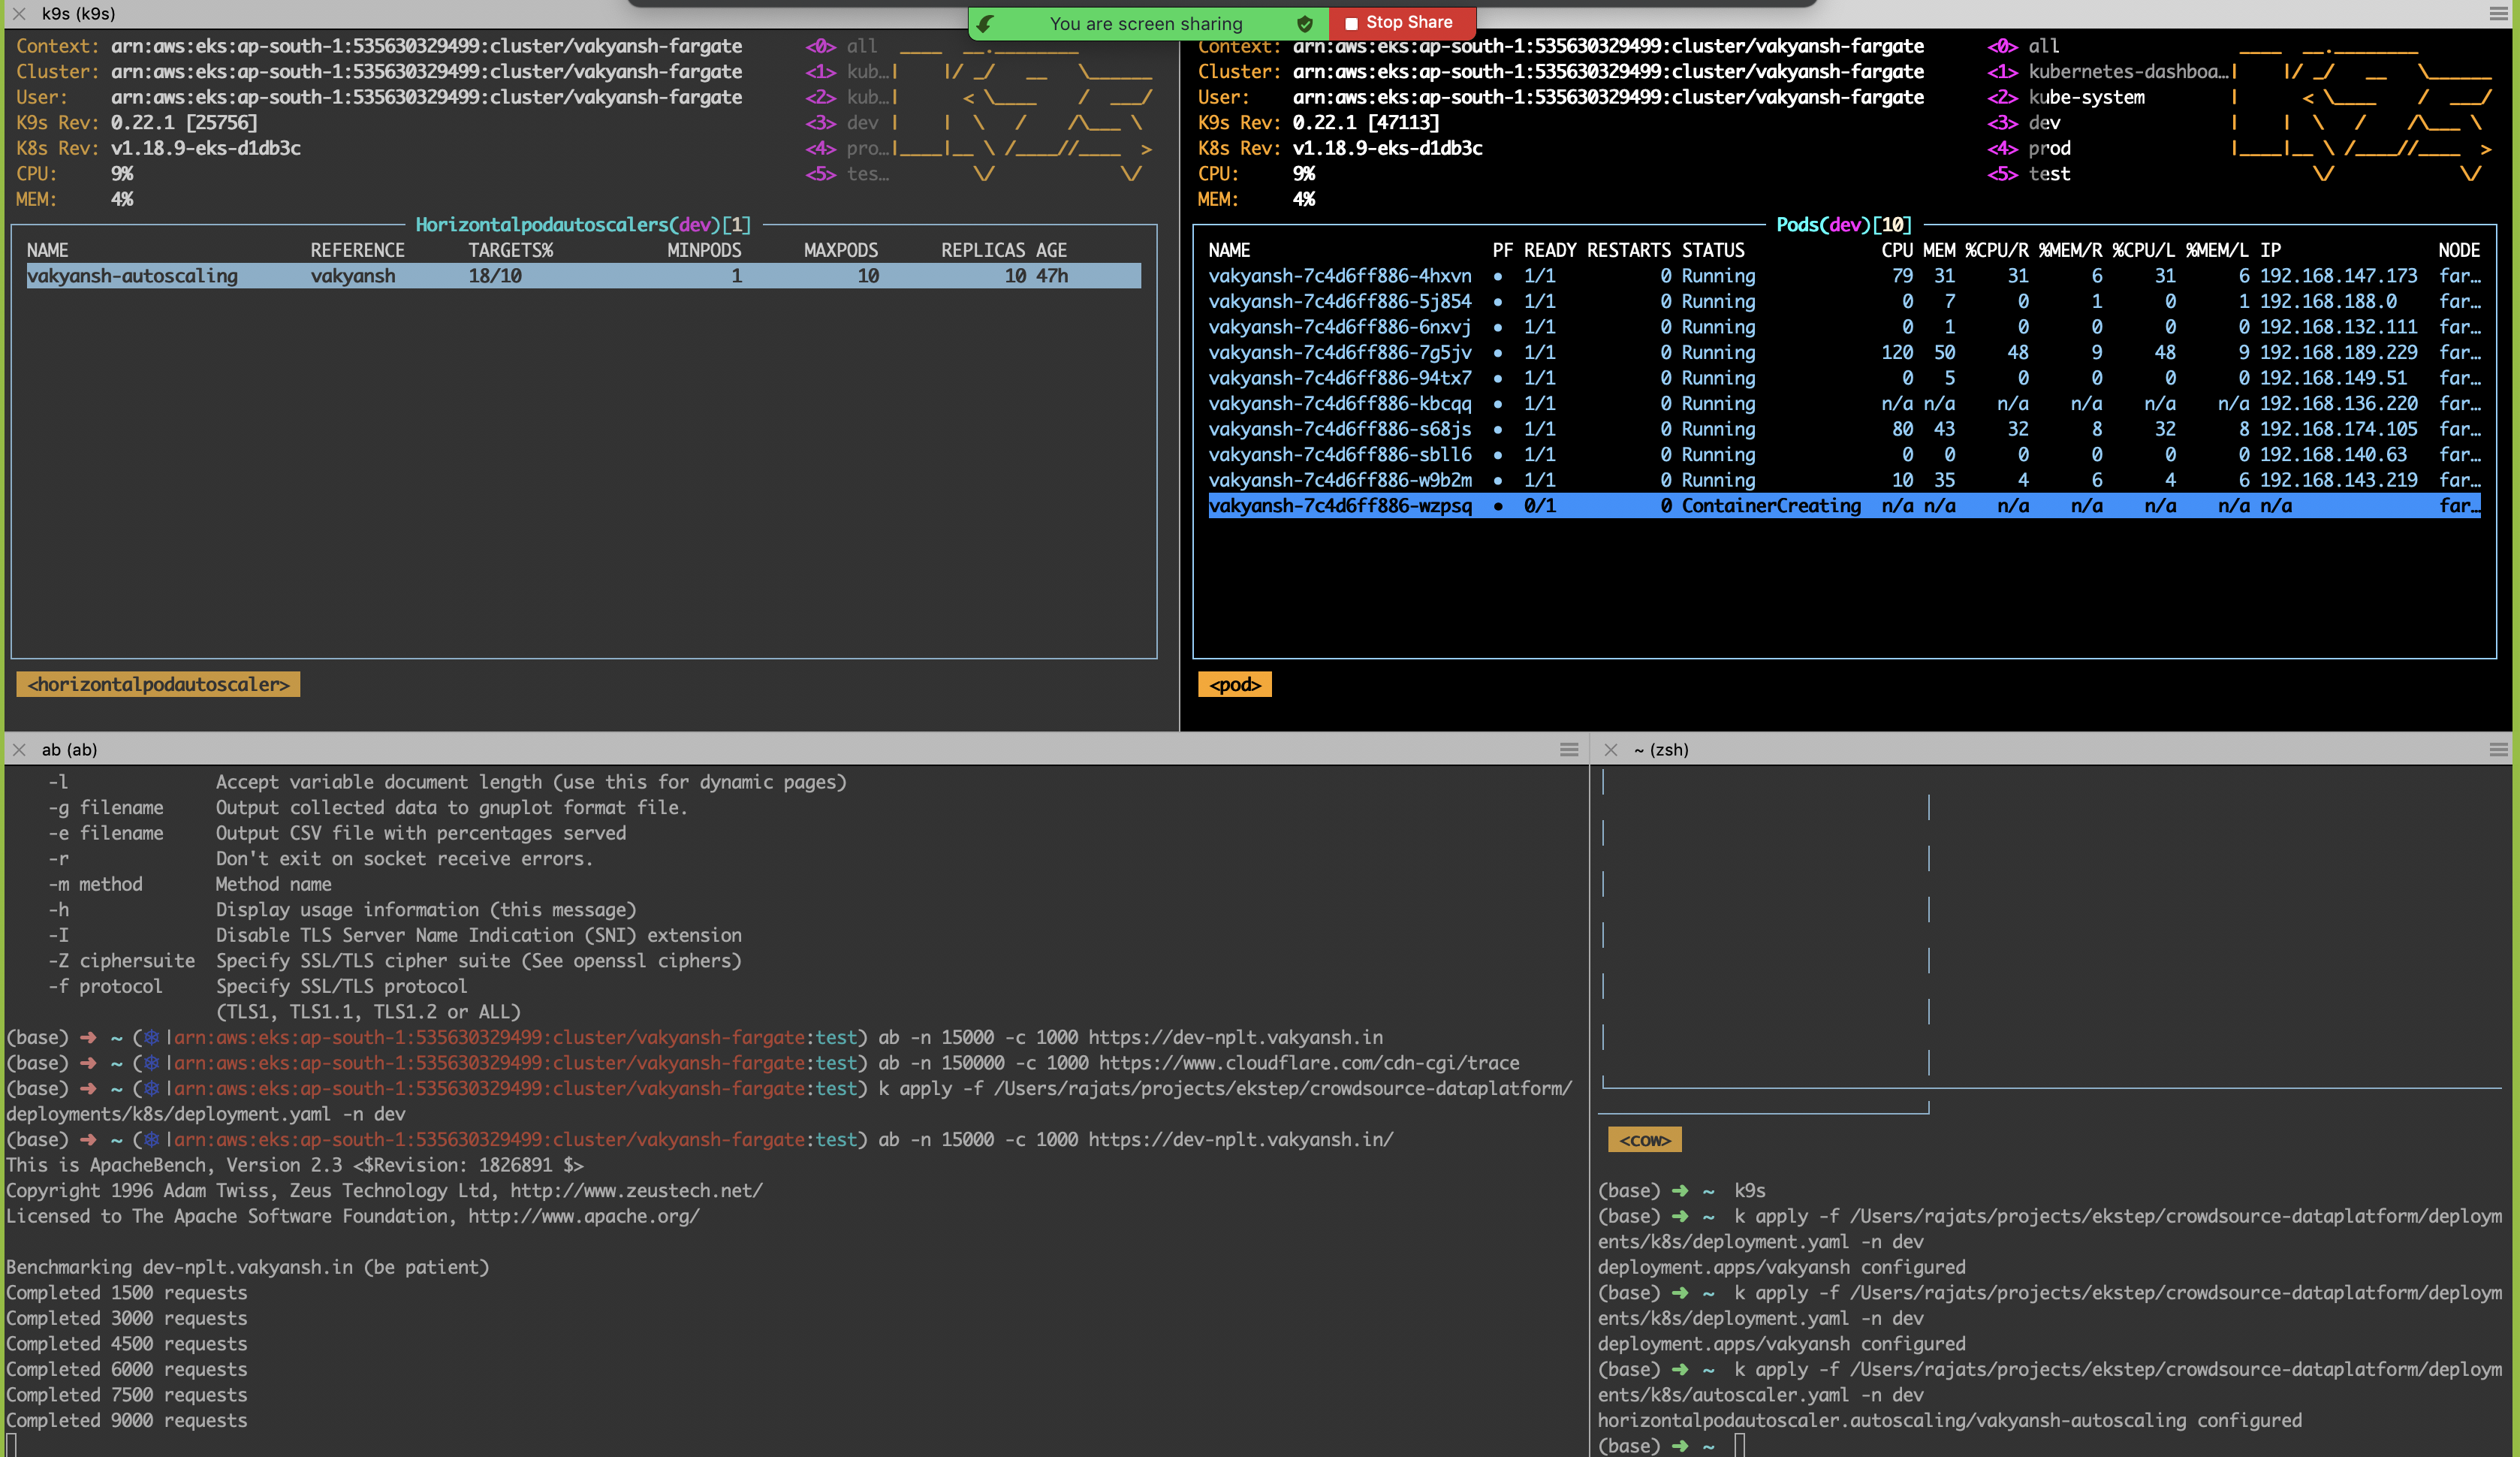 k9s (k9s)
You are screen sharing
Stop Share
Context: arn:aws:eks:ap-south-1:535630329499:cluster/vakyansh-fargate <0> all
Cluster: arn:aws:eks:ap-south-1:535630329499:cluster/vakyansh-fargate <1> kub…
User: arn:aws:eks:ap-south-1:535630329499:cluster/vakyansh-fargate <2> kub…
K9s Rev: 0.22.1 [25756] <3> dev
K8s Rev: v1.18.9-eks-d1db3c <4> pro…
CPU: 9% <5> tes…
MEM: 4%
Horizontalpodautoscalers(dev)[1]
NAME REFERENCE TARGETS% MINPODS MAXPODS REPLICAS AGE
vakyansh-autoscaling vakyansh 18/10 1 10 10 47h
<horizontalpodautoscaler>
Context: arn:aws:eks:ap-south-1:535630329499:cluster/vakyansh-fargate <0> all
Cluster: arn:aws:eks:ap-south-1:535630329499:cluster/vakyansh-fargate <1> kubernetes-dashboa…
User: arn:aws:eks:ap-south-1:535630329499:cluster/vakyansh-fargate <2> kube-system
K9s Rev: 0.22.1 [47113] <3> dev
K8s Rev: v1.18.9-eks-d1db3c <4> prod
CPU: 9% <5> test
MEM: 4%
Pods(dev)[10]
NAME PF READY RESTARTS STATUS CPU MEM %CPU/R %MEM/R %CPU/L %MEM/L IP NODE
vakyansh-7c4d6ff886-4hxvn ● 1/1 0 Running 79 31 31 6 31 6 192.168.147.173 far…
vakyansh-7c4d6ff886-5j854 ● 1/1 0 Running 0 7 0 1 0 1 192.168.188.0 far…
vakyansh-7c4d6ff886-6nxvj ● 1/1 0 Running 0 1 0 0 0 0 192.168.132.111 far…
vakyansh-7c4d6ff886-7g5jv ● 1/1 0 Running 120 50 48 9 48 9 192.168.189.229 far…
vakyansh-7c4d6ff886-94tx7 ● 1/1 0 Running 0 5 0 0 0 0 192.168.149.51 far…
vakyansh-7c4d6ff886-kbcqq ● 1/1 0 Running n/a n/a n/a n/a n/a n/a 192.168.136.220 far…
vakyansh-7c4d6ff886-s68js ● 1/1 0 Running 80 43 32 8 32 8 192.168.174.105 far…
vakyansh-7c4d6ff886-sbll6 ● 1/1 0 Running 0 0 0 0 0 0 192.168.140.63 far…
vakyansh-7c4d6ff886-w9b2m ● 1/1 0 Running 10 35 4 6 4 6 192.168.143.219 far…
vakyansh-7c4d6ff886-wzpsq ● 0/1 0 ContainerCreating n/a n/a n/a n/a n/a n/a n/a far…
<pod>
ab (ab)
-l Accept variable document length (use this for dynamic pages)
-g filename Output collected data to gnuplot format file.
-e filename Output CSV file with percentages served
-r Don't exit on socket receive errors.
-m method Method name
-h Display usage information (this message)
-I Disable TLS Server Name Indication (SNI) extension
-Z ciphersuite Specify SSL/TLS cipher suite (See openssl ciphers)
-f protocol Specify SSL/TLS protocol
(TLS1, TLS1.1, TLS1.2 or ALL)
(base) ➜ ~ (⎈ |arn:aws:eks:ap-south-1:535630329499:cluster/vakyansh-fargate:test) ab -n 15000 -c 1000 https://dev-nplt.vakyansh.in
(base) ➜ ~ (⎈ |arn:aws:eks:ap-south-1:535630329499:cluster/vakyansh-fargate:test) ab -n 150000 -c 1000 https://www.cloudflare.com/cdn-cgi/trace
(base) ➜ ~ (⎈ |arn:aws:eks:ap-south-1:535630329499:cluster/vakyansh-fargate:test) k apply -f /Users/rajats/projects/ekstep/crowdsource-dataplatform/
deployments/k8s/deployment.yaml -n dev
(base) ➜ ~ (⎈ |arn:aws:eks:ap-south-1:535630329499:cluster/vakyansh-fargate:test) ab -n 15000 -c 1000 https://dev-nplt.vakyansh.in/
This is ApacheBench, Version 2.3 <$Revision: 1826891 $>
Copyright 1996 Adam Twiss, Zeus Technology Ltd, http://www.zeustech.net/
Licensed to The Apache Software Foundation, http://www.apache.org/
Benchmarking dev-nplt.vakyansh.in (be patient)
Completed 1500 requests
Completed 3000 requests
Completed 4500 requests
Completed 6000 requests
Completed 7500 requests
Completed 9000 requests
~ (zsh)
<cow>
(base) ➜ ~ k9s
(base) ➜ ~ k apply -f /Users/rajats/projects/ekstep/crowdsource-dataplatform/deploym
ents/k8s/deployment.yaml -n dev
deployment.apps/vakyansh configured
(base) ➜ ~ k apply -f /Users/rajats/projects/ekstep/crowdsource-dataplatform/deploym
ents/k8s/deployment.yaml -n dev
deployment.apps/vakyansh configured
(base) ➜ ~ k apply -f /Users/rajats/projects/ekstep/crowdsource-dataplatform/deploym
ents/k8s/autoscaler.yaml -n dev
horizontalpodautoscaler.autoscaling/vakyansh-autoscaling configured
(base) ➜ ~